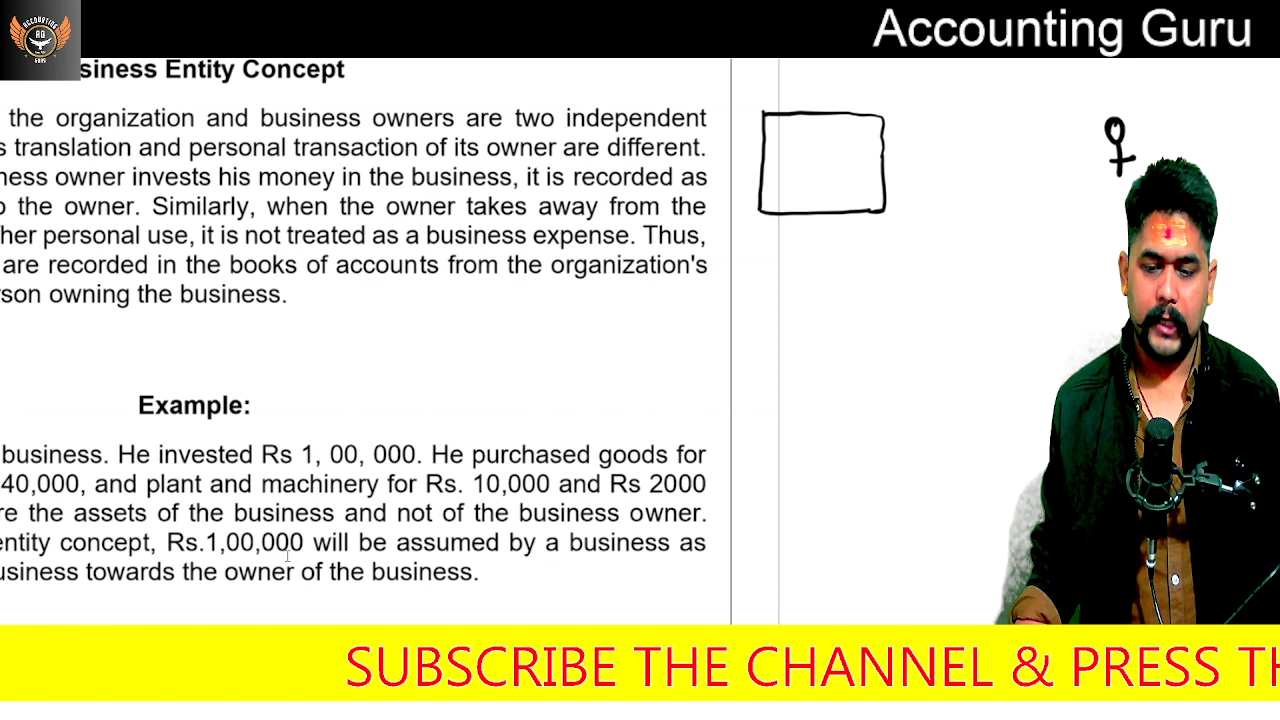 Accounting Guru
ACCOUNTING
AG
GURU
siness Entity Concept
the organization and business owners are two independent
s translation and personal transaction of its owner are different.
ness owner invests his money in the business, it is recorded as
o the owner. Similarly, when the owner takes away from the
her personal use, it is not treated as a business expense. Thus,
are recorded in the books of accounts from the organization's
rson owning the business.
Example:
business. He invested Rs 1, 00, 000. He purchased goods for
40,000, and plant and machinery for Rs. 10,000 and Rs 2000
re the assets of the business and not of the business owner.
entity concept, Rs.1,00,000 will be assumed by a business as
usiness towards the owner of the business.
SUBSCRIBE THE CHANNEL & PRESS TH